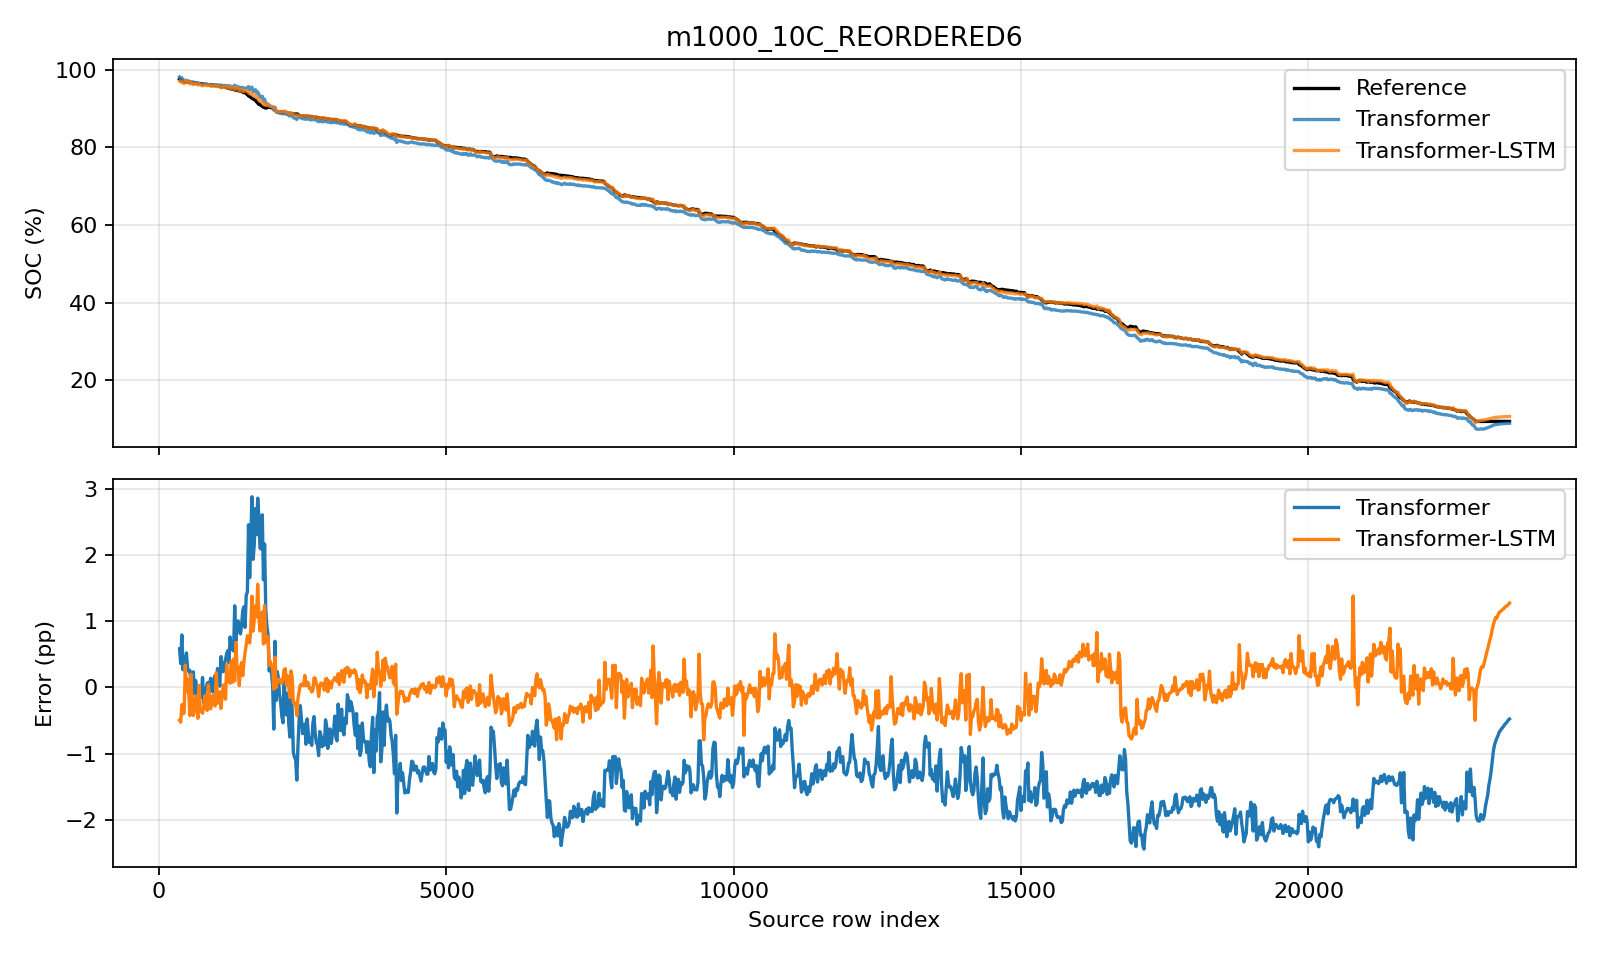 m1000_10C_REORDERED6
SOC (%)
100
80
60
40
20
Reference
Transformer
Transformer-LSTM
Error (pp)
3
2
1
0
−1
−2
Transformer
Transformer-LSTM
0 5000 10000 15000 20000
Source row index